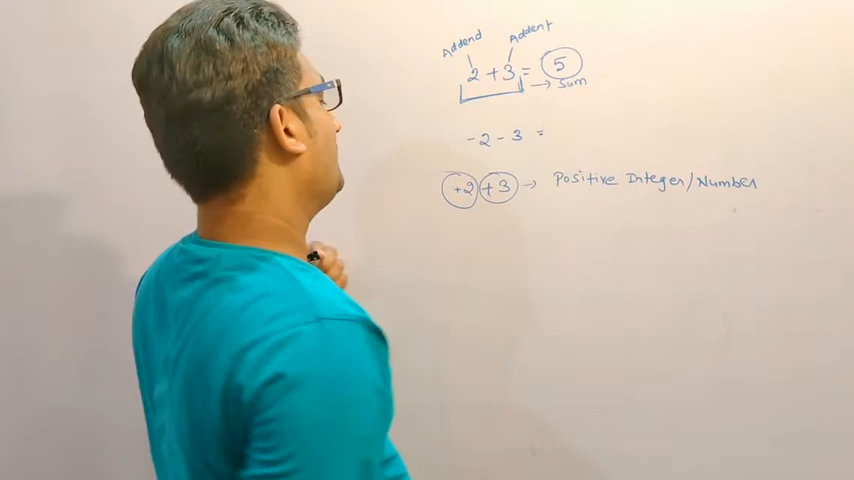 Addend Addent
2 + 3 = 5
→ Sum
- 2 - 3 =
+2 + 3 → Positive Integer/Number